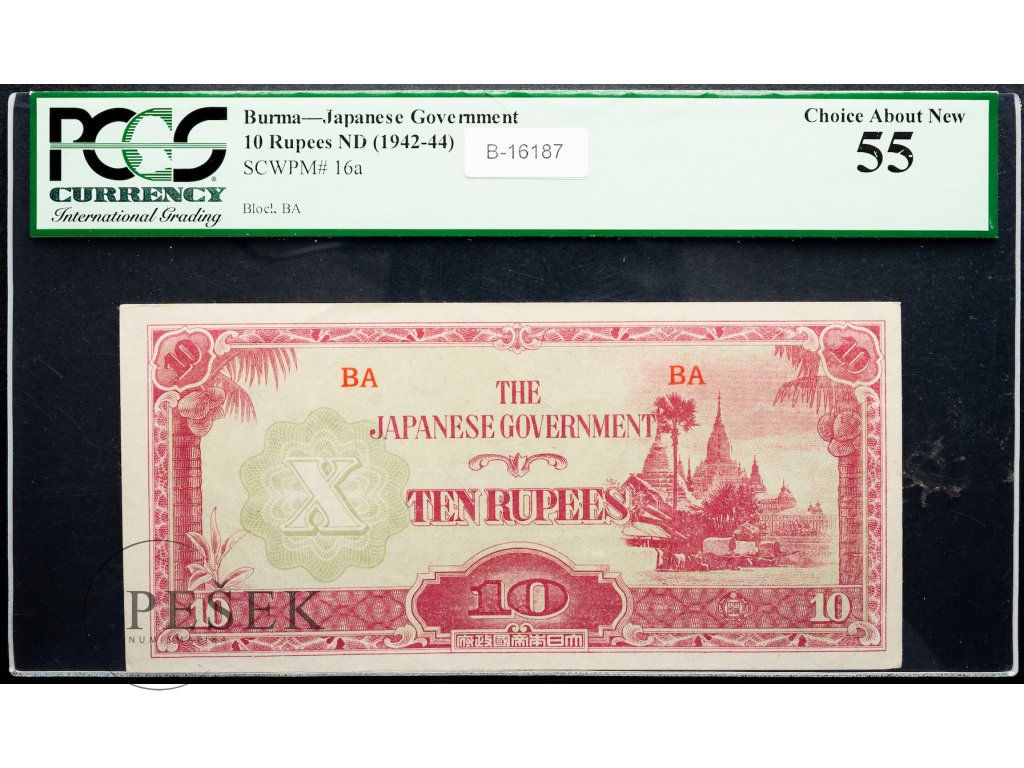 PCGS
CURRENCY
International Grading
Burma—Japanese Government
10 Rupees ND (1942-44)
SCWPM# 16a
Block BA
B-16187
Choice About New
55
10
10
BA
BA
THE
JAPANESE GOVERNMENT
X
TEN RUPEES
10
10
10
府政國帝本日大
PEŠEK
NUMISMATIKA